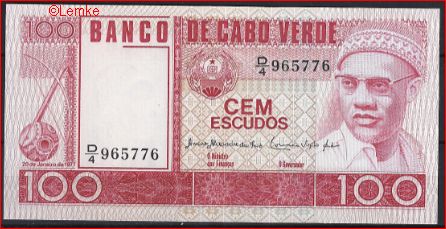 ©Lemke
100 BANCO DE CABO VERDE
D/4 965776
CEM
ESCUDOS
20 de Janeiro de 1977
D/4 965776
O Ministro
das Finanças
O Governador
100
100